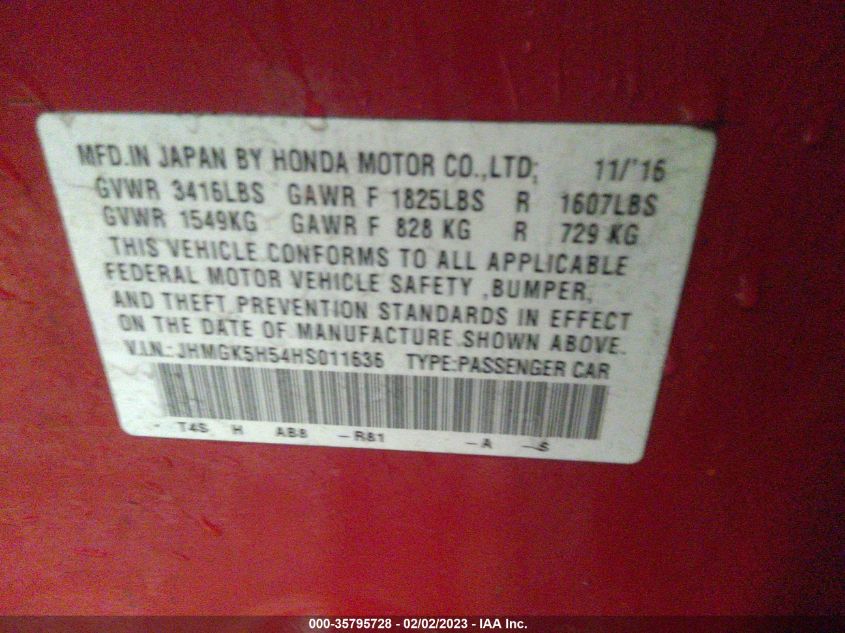 MFD.IN JAPAN BY HONDA MOTOR CO.,LTD; 11/'16
GVWR 3416LBS GAWR F 1825LBS R 1607LBS
GVWR 1549KG GAWR F 828 KG R 729 KG
THIS VEHICLE CONFORMS TO ALL APPLICABLE
FEDERAL MOTOR VEHICLE SAFETY ,BUMPER,
AND THEFT PREVENTION STANDARDS IN EFFECT
ON THE DATE OF MANUFACTURE SHOWN ABOVE.
V.I.N.:JHMGK5H54HS011636 TYPE:PASSENGER CAR
- T4S H AB8 -R81 -A -S
000-35795728 - 02/02/2023 - IAA Inc.